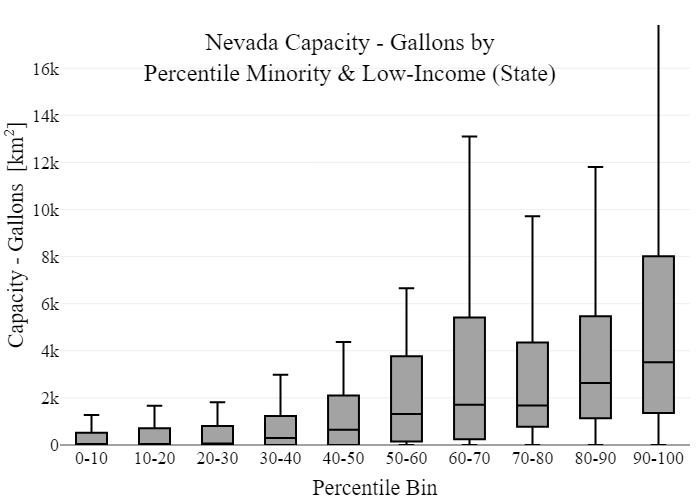 Nevada Capacity - Gallons by
Percentile Minority & Low-Income (State)
Capacity - Gallons [km²]
16k
14k
12k
10k
8k
6k
4k
2k
0
0-10 10-20 20-30 30-40 40-50 50-60 60-70 70-80 80-90 90-100
Percentile Bin